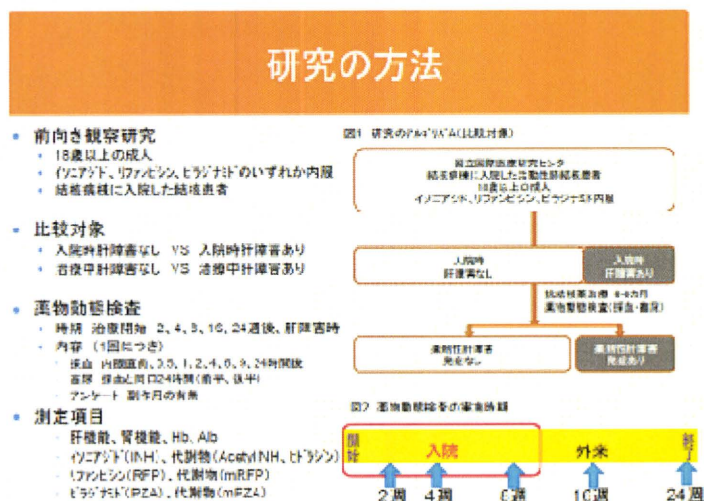 研究の方法
前向き観察研究
18歳以上の成人
イソニアジド、リファンピシン、ピラジナミドのいずれか内服
結核病棟に入院した結核患者
比較対象
入院時肝障害なし VS 入院時肝障害あり
治療中肝障害なし VS 治療中肝障害あり
薬物動態検査
時期 治療開始 2、4、8、16、24週後、肝障害時
内容 (1回につき)
採血 内服直前、0.5、1、2、4、6、9、24時間後
蓄尿 採血と同日24時間(前半、後半)
アンケート 副作用の有無
測定項目
肝機能、腎機能、Hb、Alb
イソニアジド(INH)、代謝物(AcetylINH、ヒドラジン)
リファンピシン(RFP)、代謝物(mRFP)
ピラジナミド(PZA)、代謝物(mPZA)
図1 研究のアルゴリズム(比較対象)
国立国際医療研究センター
結核病棟に入院した活動性肺結核患者
18歳以上の成人
イソニアジド、リファンピシン、ピラジナミド内服
入院時
肝障害なし
入院時
肝障害あり
抗結核薬治療 6-9カ月
薬物動態検査(採血・蓄尿)
薬剤性肝障害
発症なし
薬剤性肝障害
発症あり
図2 薬物動態検査の実施時期
開始
入院
外来
終了
2週
4週
8週
16週
24週